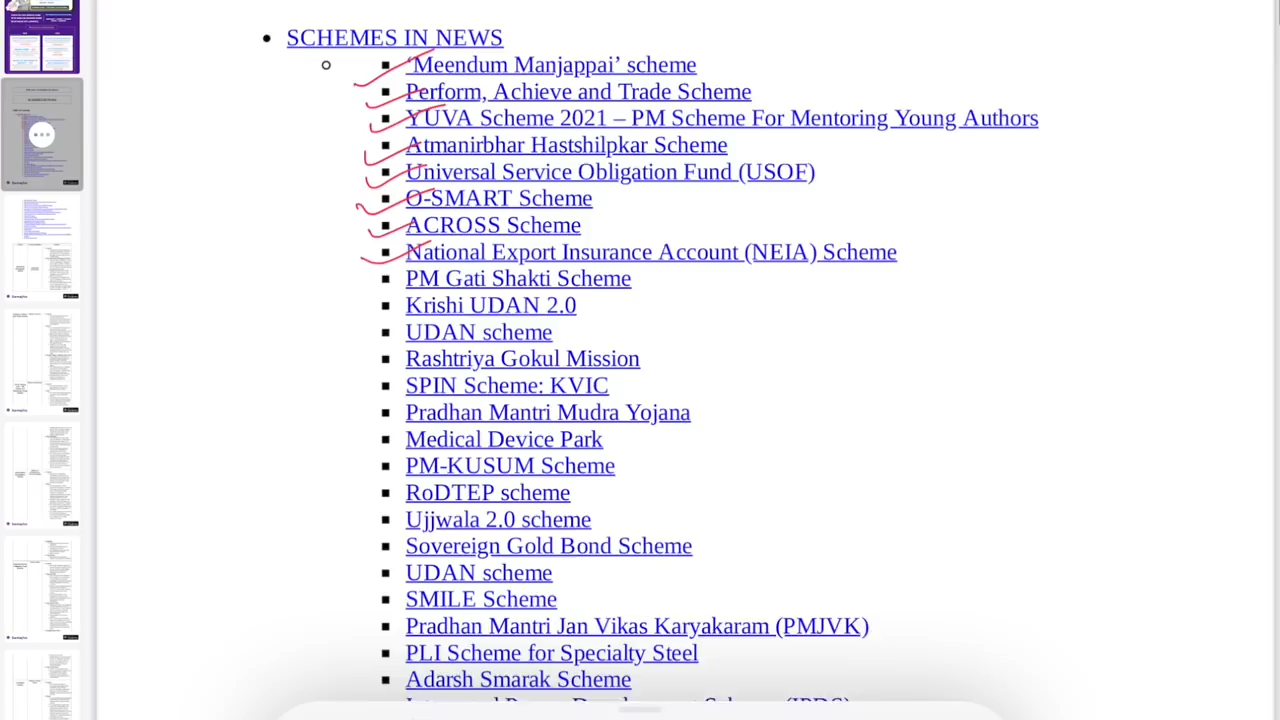 SCHEMES IN NEWS
‘Meendum Manjappai’ scheme
Perform, Achieve and Trade Scheme
YUVA Scheme 2021 – PM Scheme For Mentoring Young Authors
Atmanirbhar Hastshilpkar Scheme
Universal Service Obligation Fund (USOF)
O-SMART Scheme
ACROSS Scheme
National Export Insurance Account (NEIA) Scheme
PM Gati Shakti Scheme
Krishi UDAN 2.0
UDAN scheme
Rashtriya Gokul Mission
SPIN Scheme: KVIC
Pradhan Mantri Mudra Yojana
Medical Device Park
PM-KUSUM Scheme
RoDTEP Scheme
Ujjwala 2.0 scheme
Sovereign Gold Bond Scheme
UDAN Scheme
SMILE Scheme
Pradhan Mantri Jan Vikas Karyakaram (PMJVK)
PLI Scheme for Specialty Steel
Adarsh Smarak Scheme